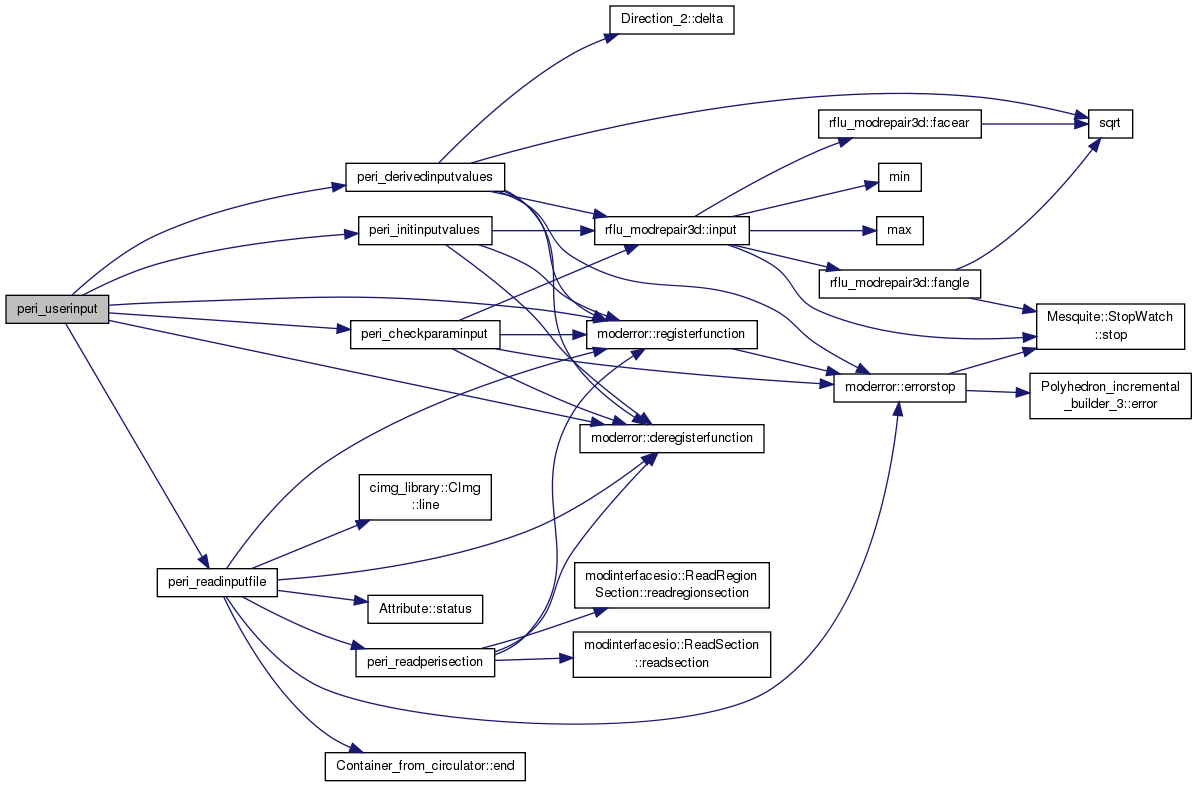 Direction_2::delta
rflu_modrepair3d::facear
sqrt
peri_derivedinputvalues
min
peri_initinputvalues
rflu_modrepair3d::input
max
rflu_modrepair3d::fangle
peri_userinput
Mesquite::StopWatch
::stop
peri_checkparaminput
moderror::registerfunction
moderror::errorstop
Polyhedron_incremental
_builder_3::error
moderror::deregisterfunction
cimg_library::CImg
::line
peri_readinputfile
modinterfacesio::ReadRegion
Section::readregionsection
Attribute::status
modinterfacesio::ReadSection
::readsection
peri_readperisection
Container_from_circulator::end